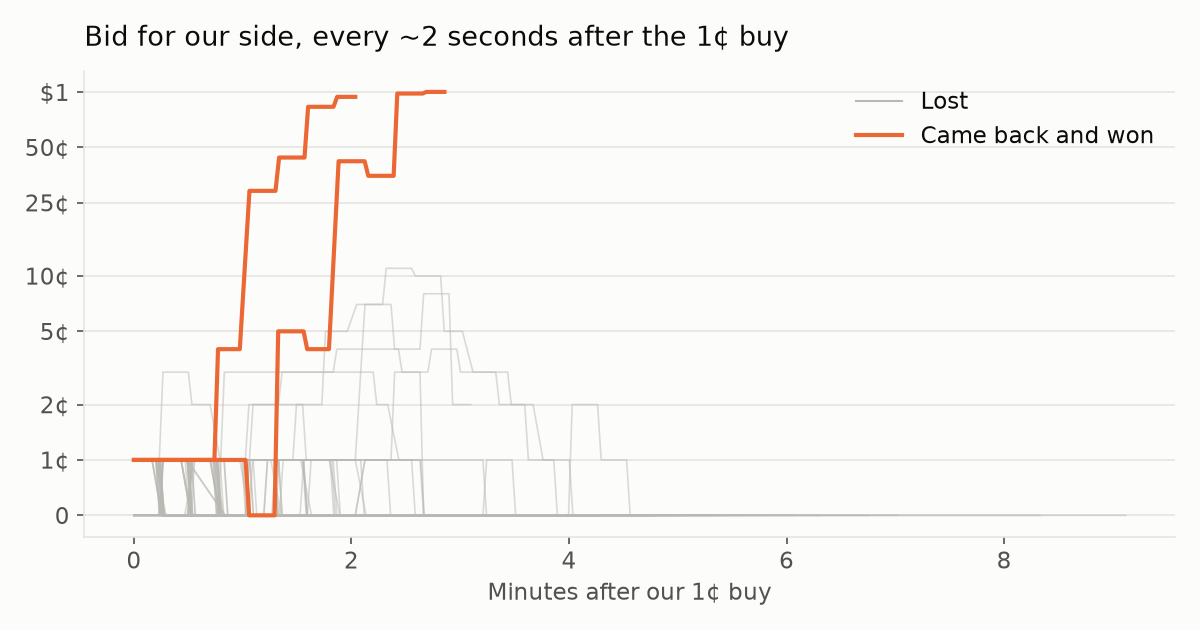 Bid for our side, every ~2 seconds after the 1¢ buy
$1
50¢
25¢
10¢
5¢
2¢
1¢
0
Lost
Came back and won
0 2 4 6 8
Minutes after our 1¢ buy